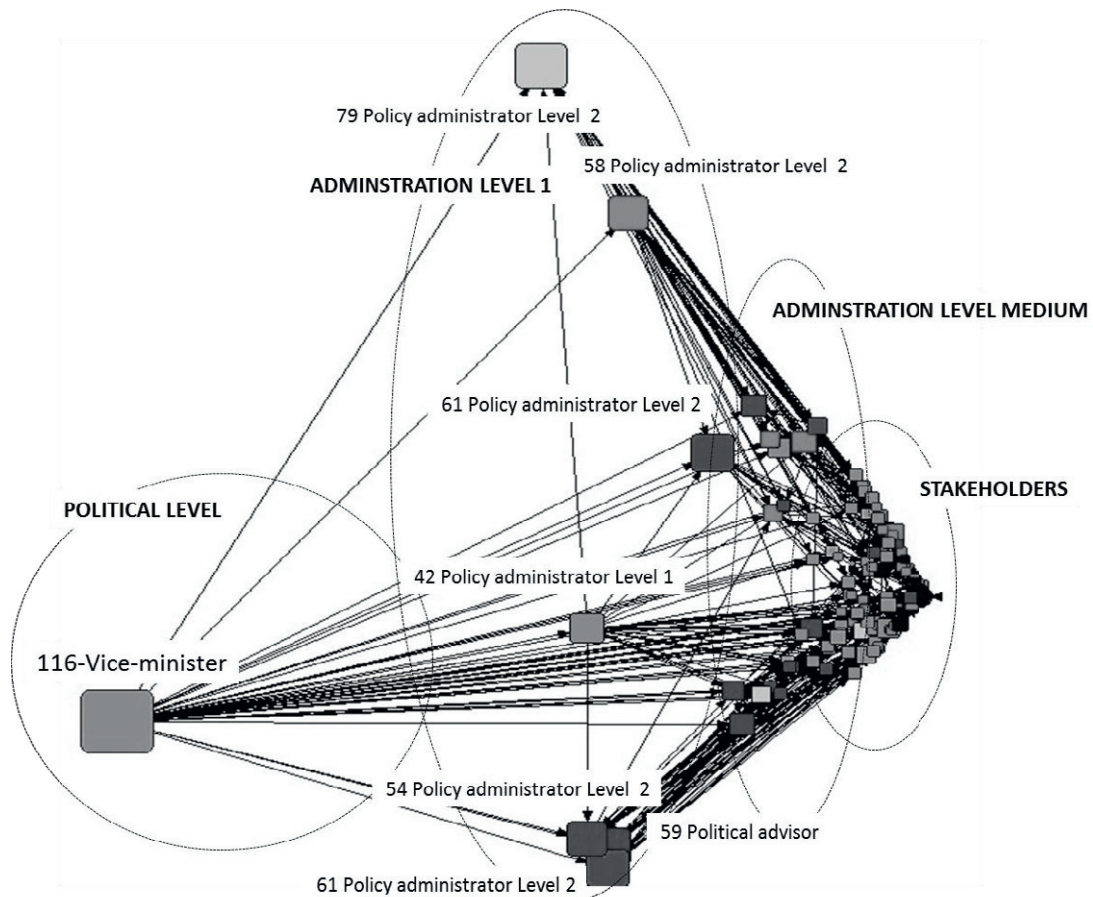 79 Policy administrator Level 2
58 Policy administrator Level 2
ADMINSTRATION LEVEL 1
ADMINSTRATION LEVEL MEDIUM
61 Policy administrator Level 2
STAKEHOLDERS
POLITICAL LEVEL
42 Policy administrator Level 1
116-Vice-minister
54 Policy administrator Level 2
59 Political advisor
61 Policy administrator Level 2